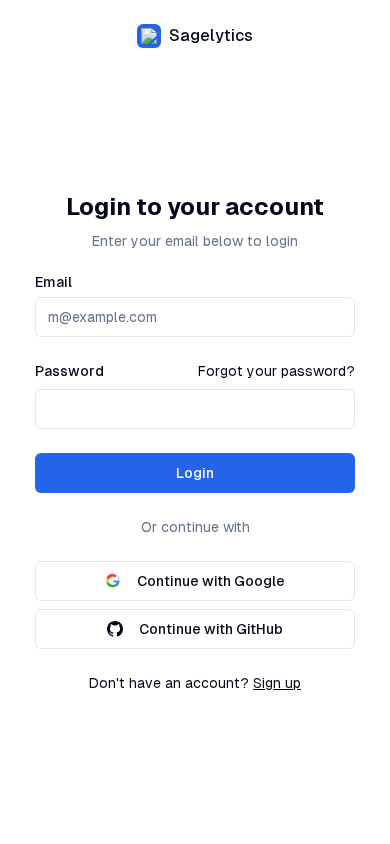 Sagelytics
Login to your account
Enter your email below to login
Email
m@example.com
Password Forgot your password?
Login
Or continue with
Continue with Google
Continue with GitHub
Don't have an account? Sign up